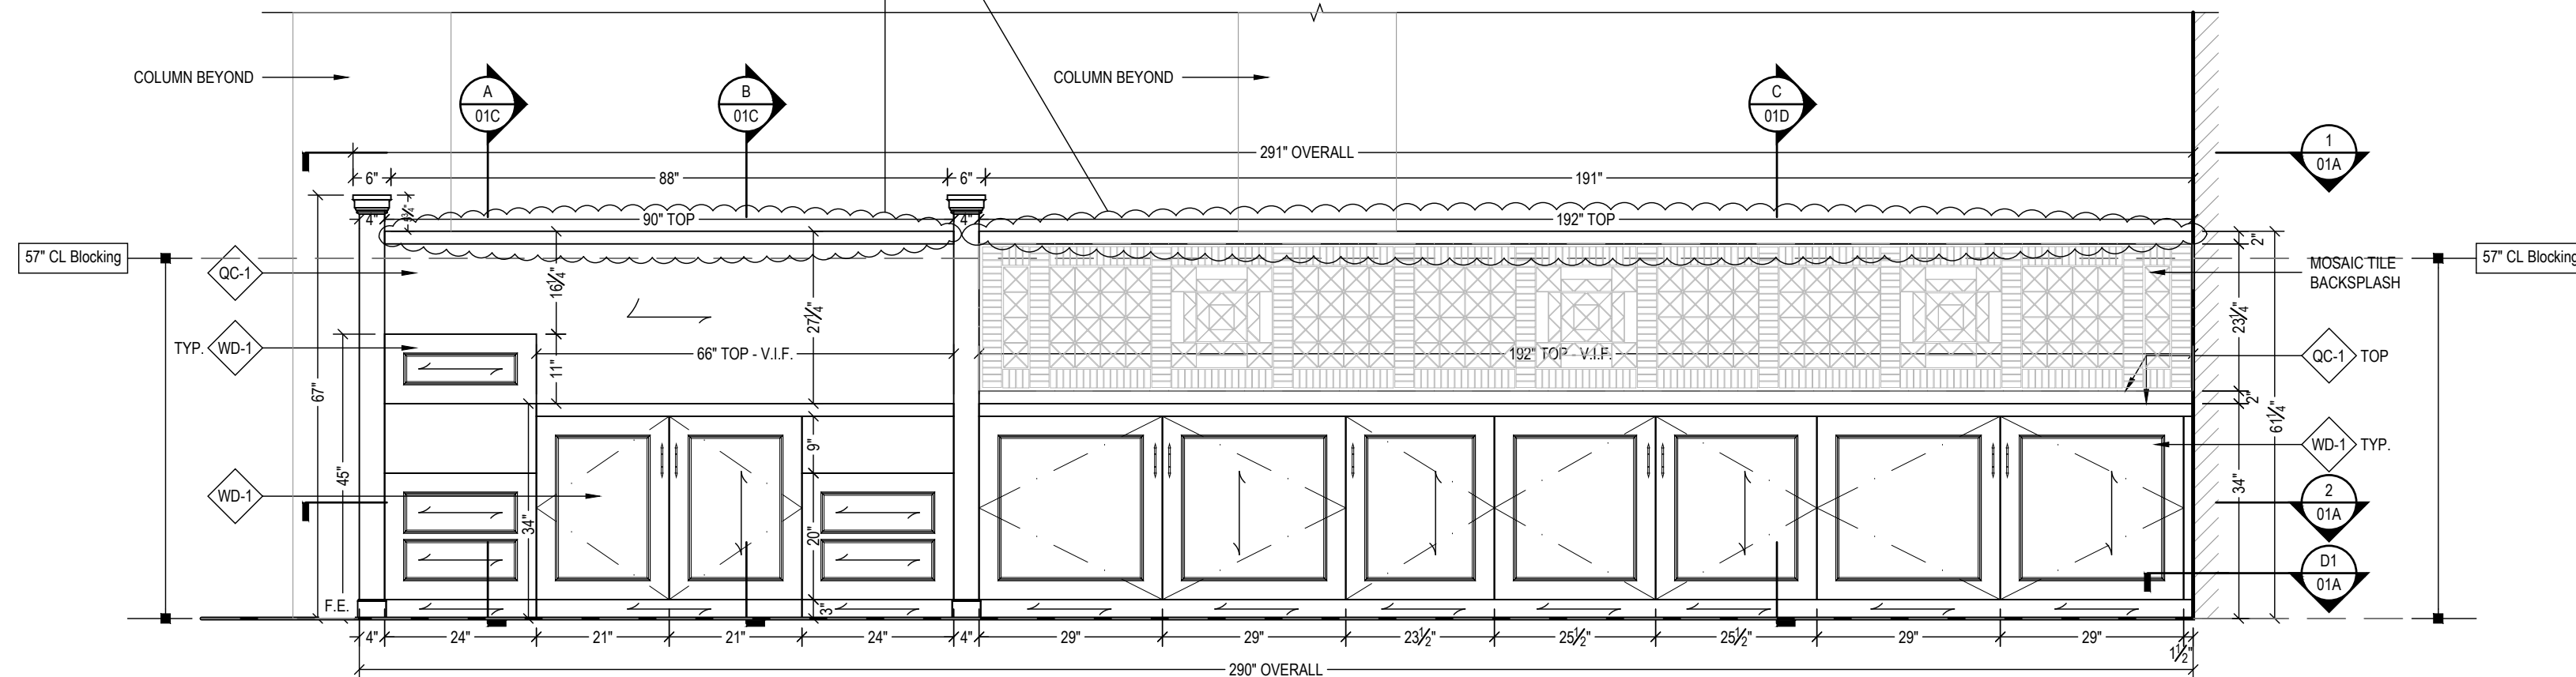 COLUMN BEYOND
COLUMN BEYOND
A
01C
B
01C
C
01D
1
01A
291" OVERALL
6"
88"
6"
191"
4"
90" TOP
4"
192" TOP
5¾"
2"
57" CL Blocking
57" CL Blocking
QC-1
MOSAIC TILE
BACKSPLASH
16¼"
27¼"
23¼"
TYP.
WD-1
66" TOP - V.I.F.
192" TOP - V.I.F.
QC-1
TOP
11"
67"
2"
61¼"
9"
WD-1
TYP.
45"
WD-1
34"
20"
34"
2
01A
D1
01A
F.E.
3"
4"
24"
21"
21"
24"
4"
29"
29"
23½"
25½"
25½"
29"
29"
1½"
290" OVERALL